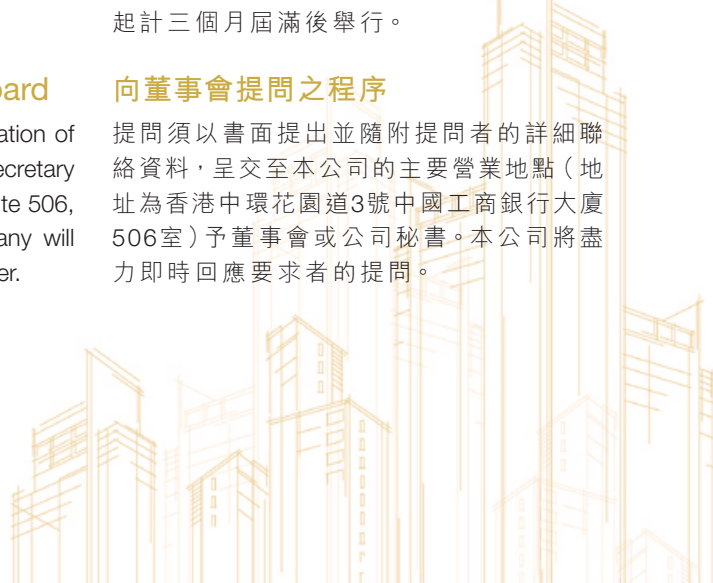 起計三個月屆滿後舉行。
oard
ation of
ecretary
te 506,
any will
er.
向董事會提問之程序
提問須以書面提出並隨附提問者的詳細聯
絡資料，呈交至本公司的主要營業地點（地
址為香港中環花園道3號中國工商銀行大廈
506室）予董事會或公司秘書。本公司將盡
力即時回應要求者的提問。